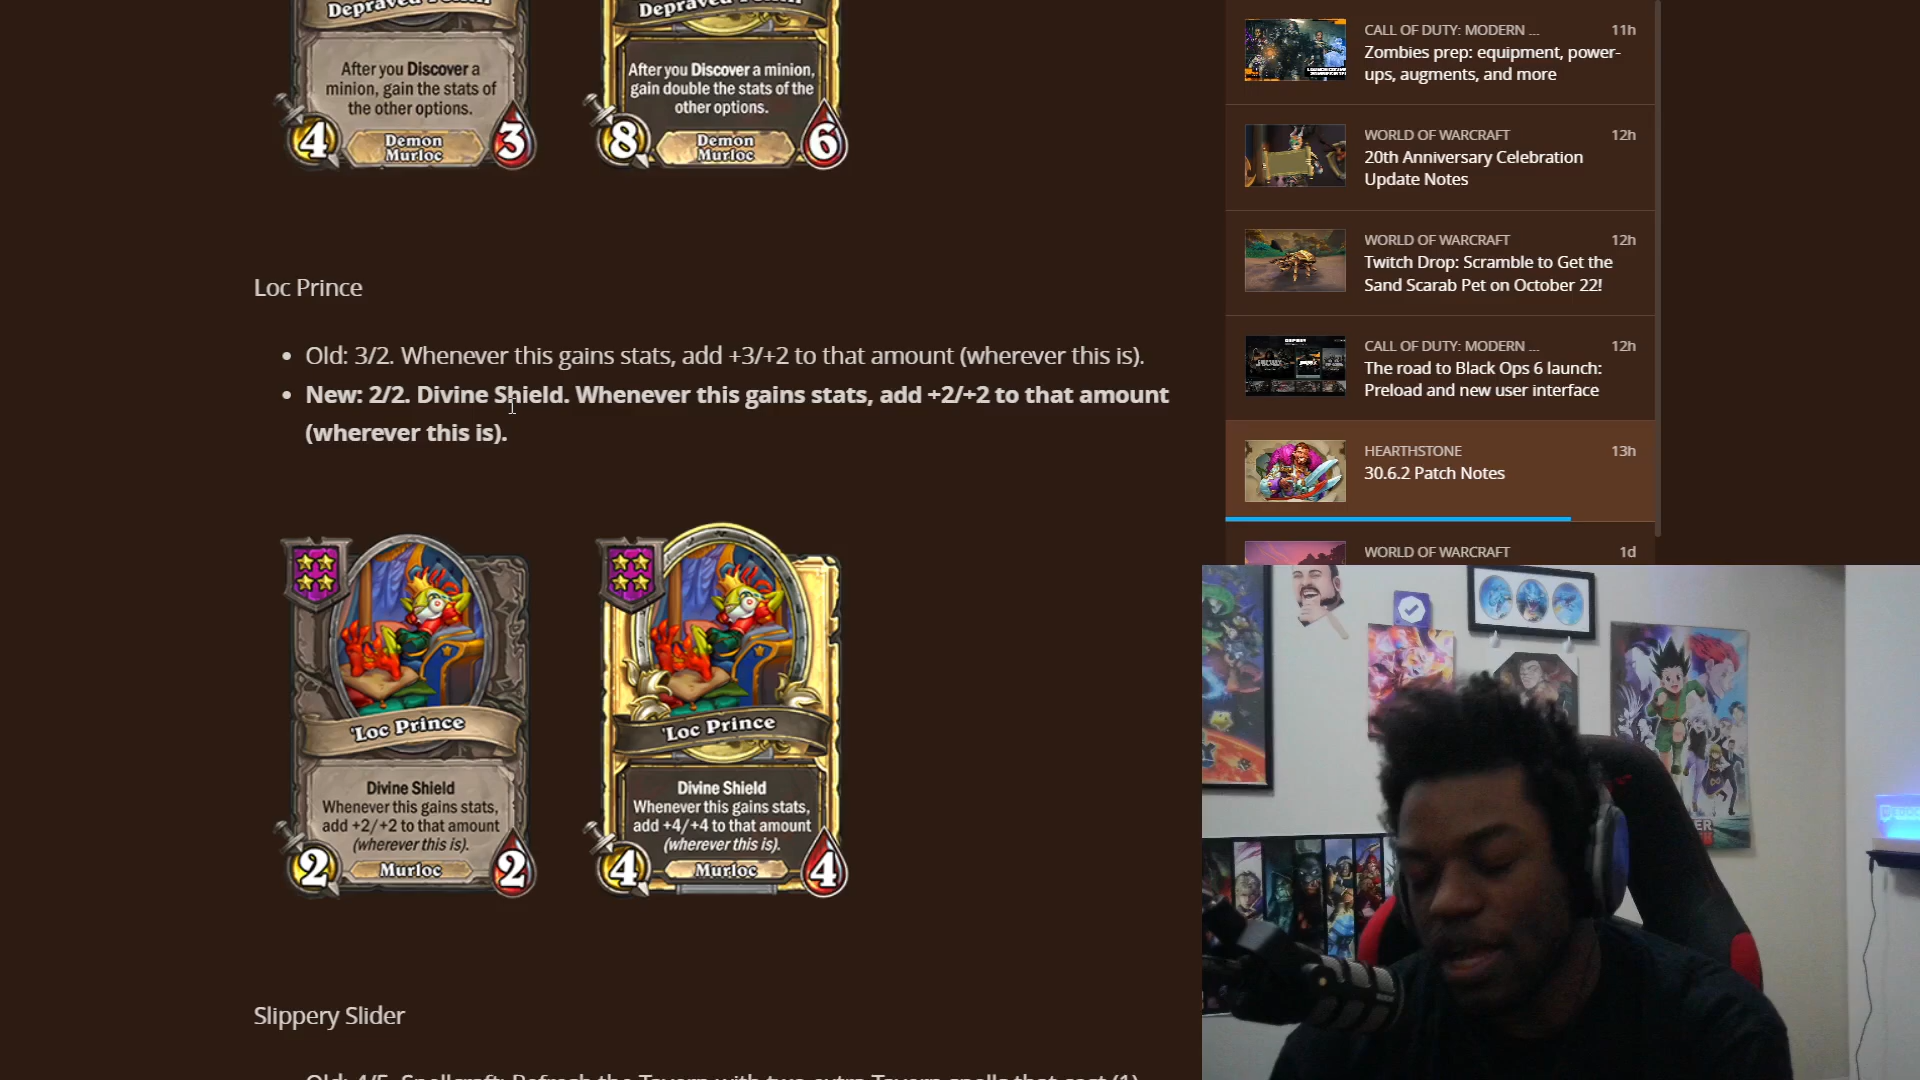 After you Discover a
minion, gain the stats of
the other options.
4
Demon
Murloc
3
After you Discover a minion,
gain double the stats of the
other options.
8
Demon
Murloc
6
Loc Prince
• Old: 3/2. Whenever this gains stats, add +3/+2 to that amount (wherever this is).
• New: 2/2. Divine Shield. Whenever this gains stats, add +2/+2 to that amount
(wherever this is).
'Loc Prince
Divine Shield
Whenever this gains stats,
add +2/+2 to that amount
(wherever this is).
2
Murloc
2
'Loc Prince
Divine Shield
Whenever this gains stats,
add +4/+4 to that amount
(wherever this is).
4
Murloc
4
Slippery Slider
CALL OF DUTY: MODERN ...
11h
Zombies prep: equipment, power-
ups, augments, and more
WORLD OF WARCRAFT
12h
20th Anniversary Celebration
Update Notes
WORLD OF WARCRAFT
12h
Twitch Drop: Scramble to Get the
Sand Scarab Pet on October 22!
CALL OF DUTY: MODERN ...
12h
The road to Black Ops 6 launch:
Preload and new user interface
HEARTHSTONE
13h
30.6.2 Patch Notes
WORLD OF WARCRAFT
1d